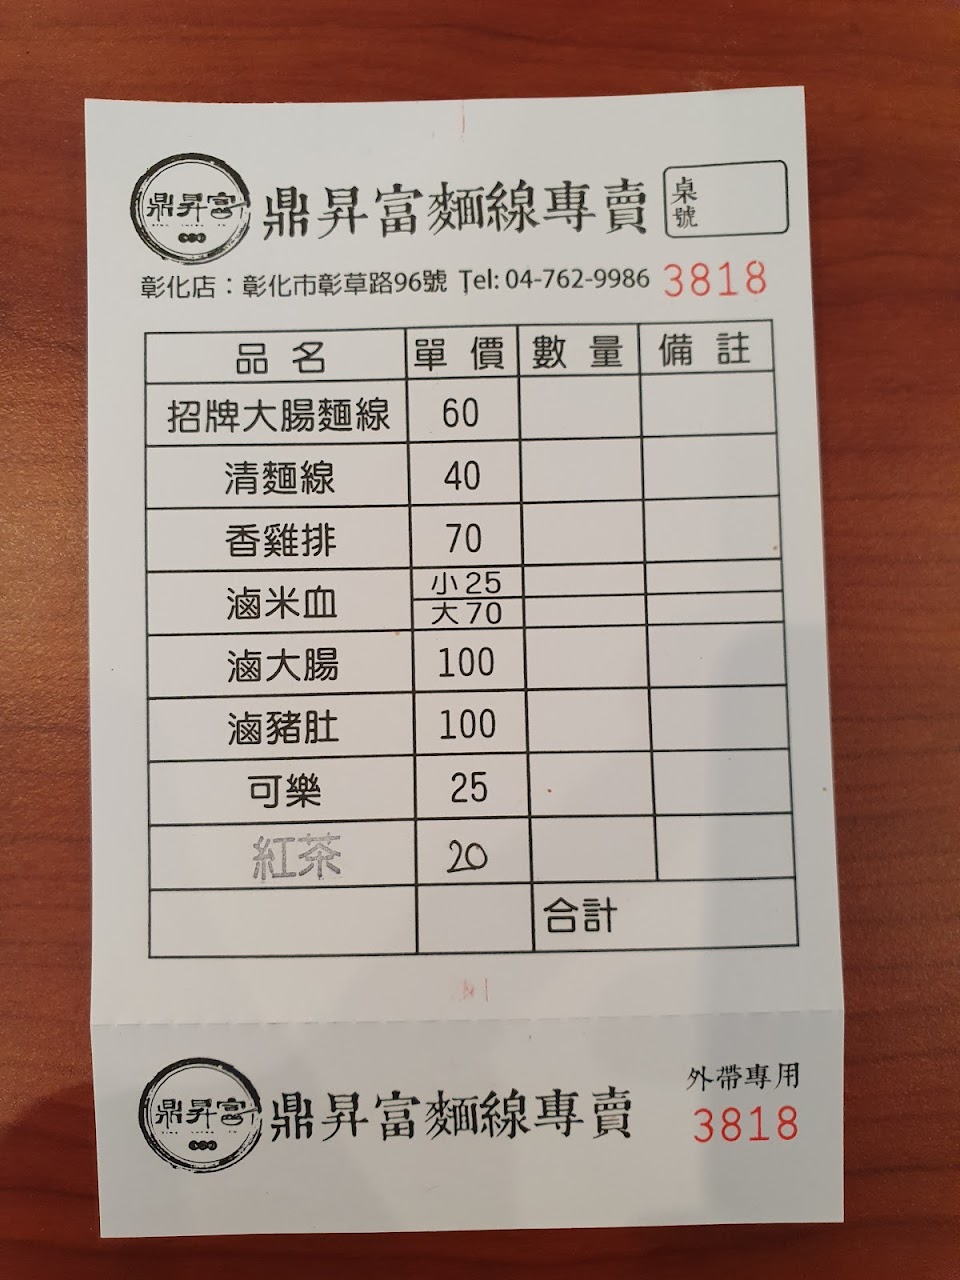 鼎昇富
鼎昇富麵線專賣
桌號
彰化店：彰化市彰草路96號 Tel: 04-762-9986 3818
品名 單價 數量 備註
招牌大腸麵線 60
清麵線 40
香雞排 70
滷米血 小25
大70
滷大腸 100
滷豬肚 100
可樂 25
紅茶 20
合計
鼎昇富
鼎昇富麵線專賣
外帶專用
3818